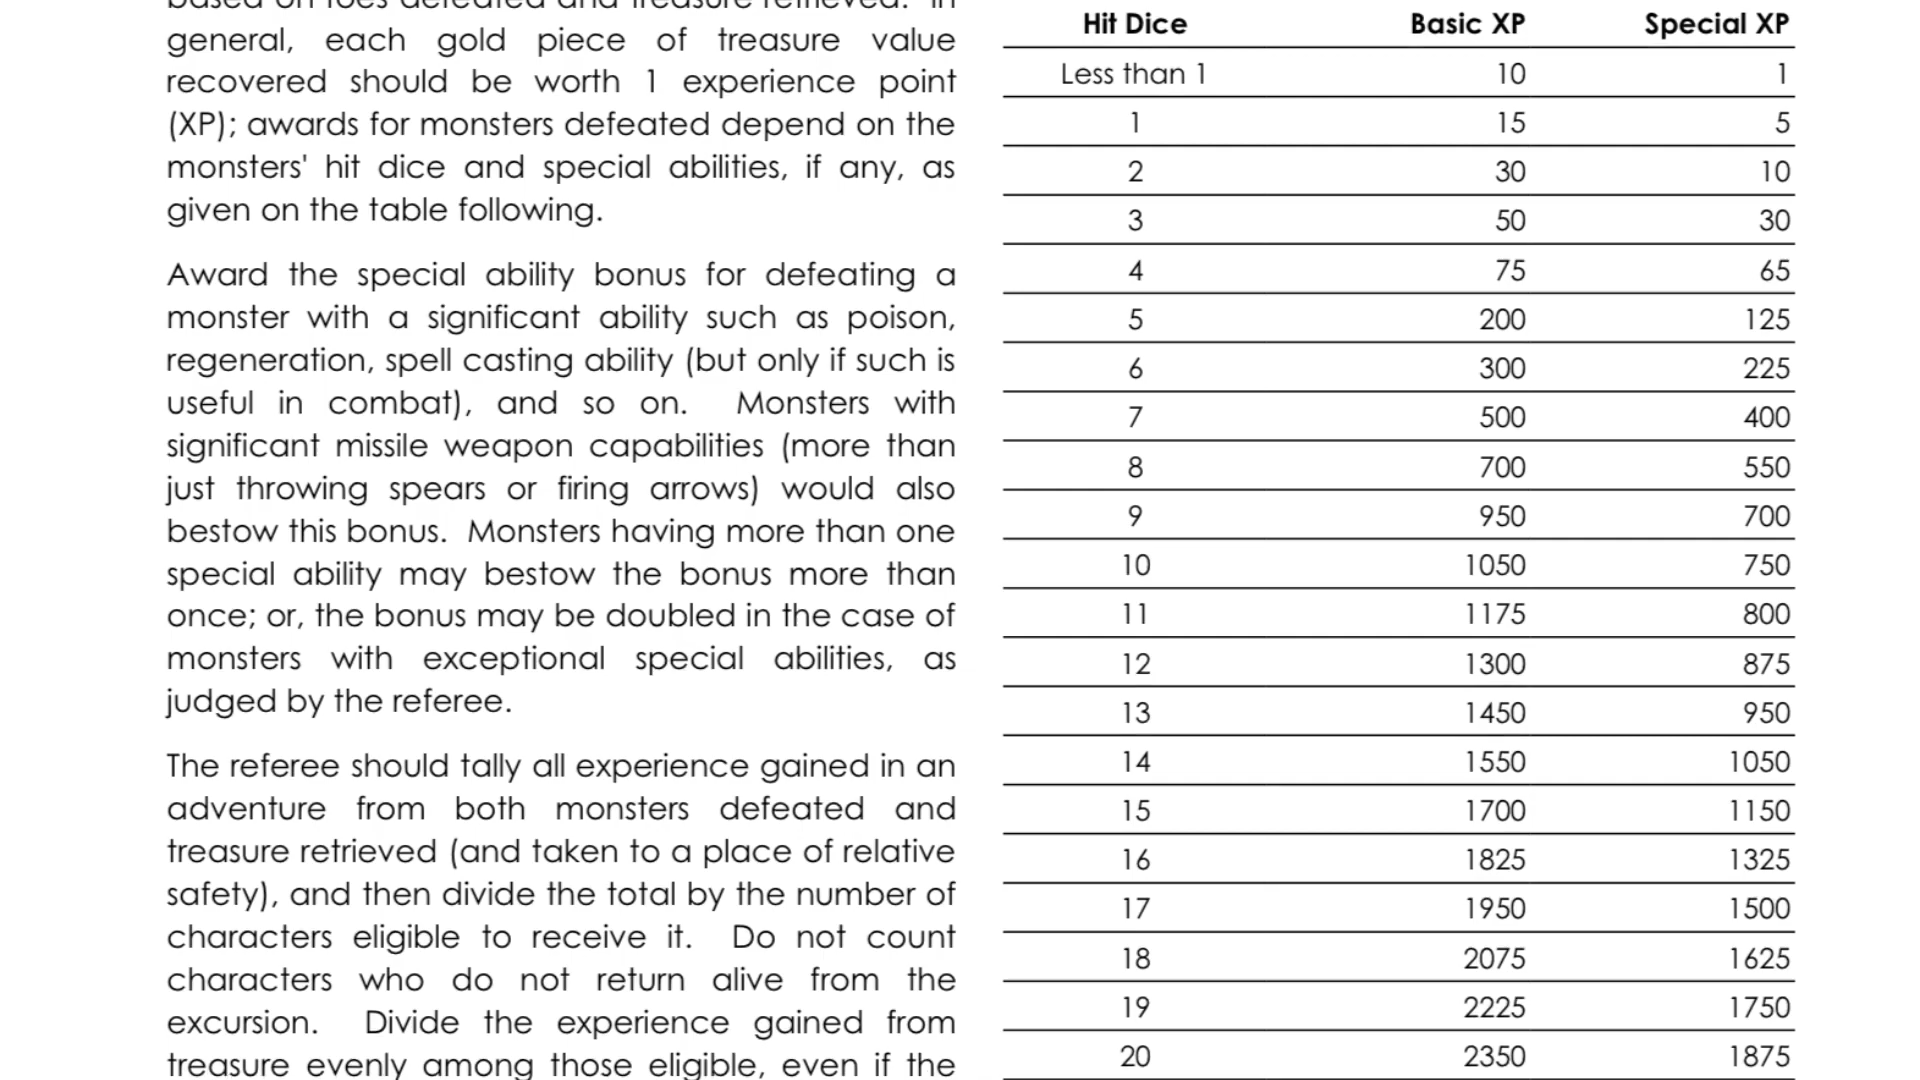 based on foes defeated and treasure retrieved. In
general, each gold piece of treasure value
recovered should be worth 1 experience point
(XP); awards for monsters defeated depend on the
monsters' hit dice and special abilities, if any, as
given on the table following.
Award the special ability bonus for defeating a
monster with a significant ability such as poison,
regeneration, spell casting ability (but only if such is
useful in combat), and so on. Monsters with
significant missile weapon capabilities (more than
just throwing spears or firing arrows) would also
bestow this bonus. Monsters having more than one
special ability may bestow the bonus more than
once; or, the bonus may be doubled in the case of
monsters with exceptional special abilities, as
judged by the referee.
The referee should tally all experience gained in an
adventure from both monsters defeated and
treasure retrieved (and taken to a place of relative
safety), and then divide the total by the number of
characters eligible to receive it. Do not count
characters who do not return alive from the
excursion. Divide the experience gained from
treasure evenly among those eligible, even if the
Hit Dice Basic XP Special XP
Less than 1 10 1
1 15 5
2 30 10
3 50 30
4 75 65
5 200 125
6 300 225
7 500 400
8 700 550
9 950 700
10 1050 750
11 1175 800
12 1300 875
13 1450 950
14 1550 1050
15 1700 1150
16 1825 1325
17 1950 1500
18 2075 1625
19 2225 1750
20 2350 1875